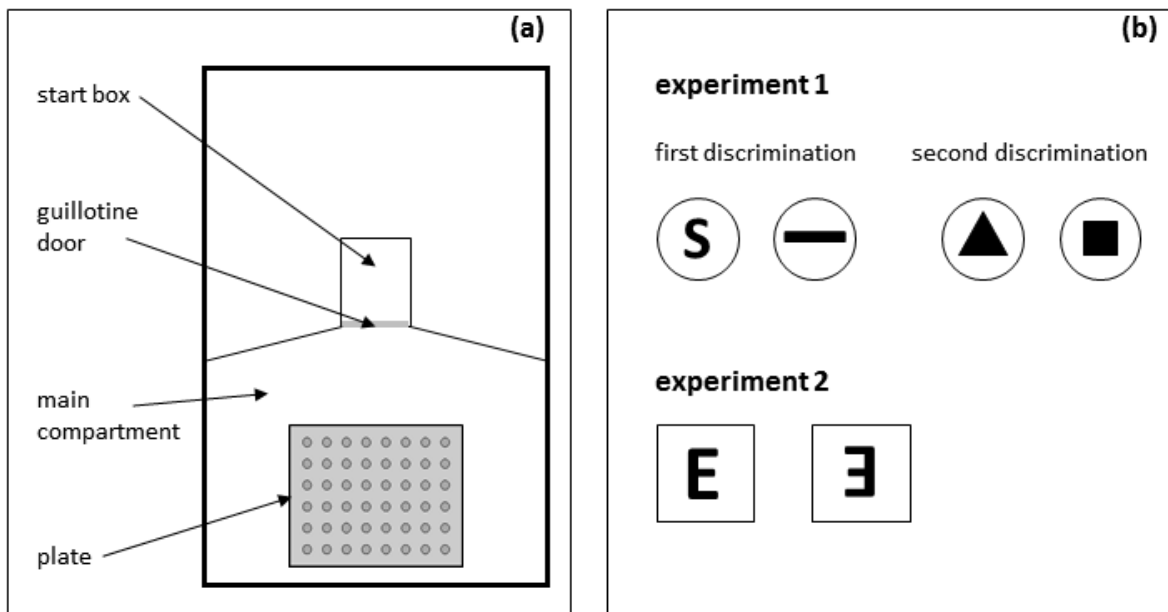 (a)
start box
guillotine
door
main
compartment
plate
(b)
experiment 1
first discrimination second discrimination
S
experiment 2
E Ǝ